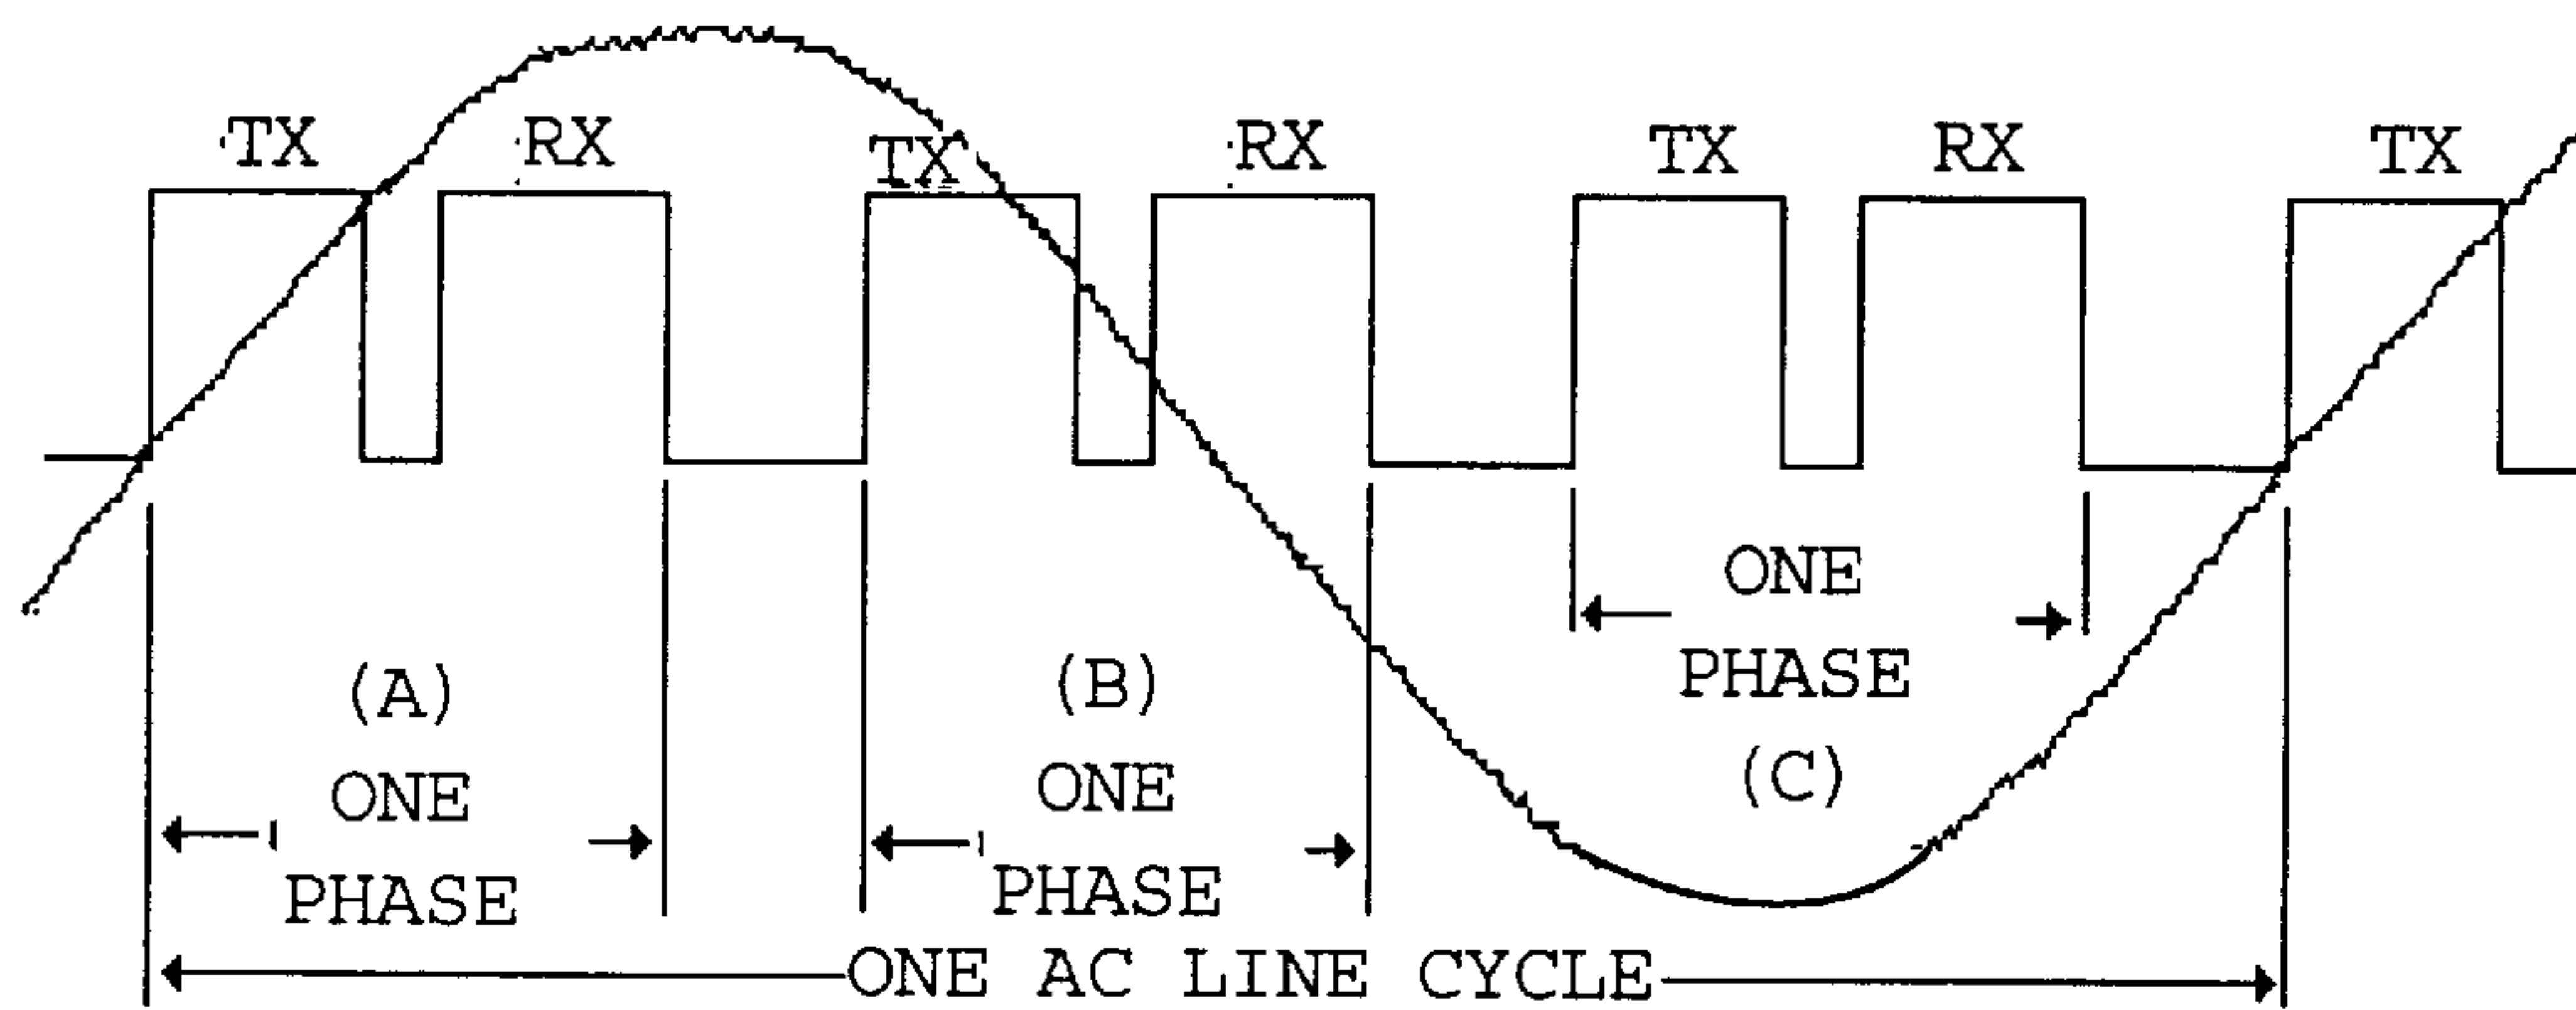 TX
RX
TX
RX
TX
RX
TX
(A)
ONE
PHASE
(B)
ONE
PHASE
ONE
PHASE
(C)
ONE AC LINE CYCLE